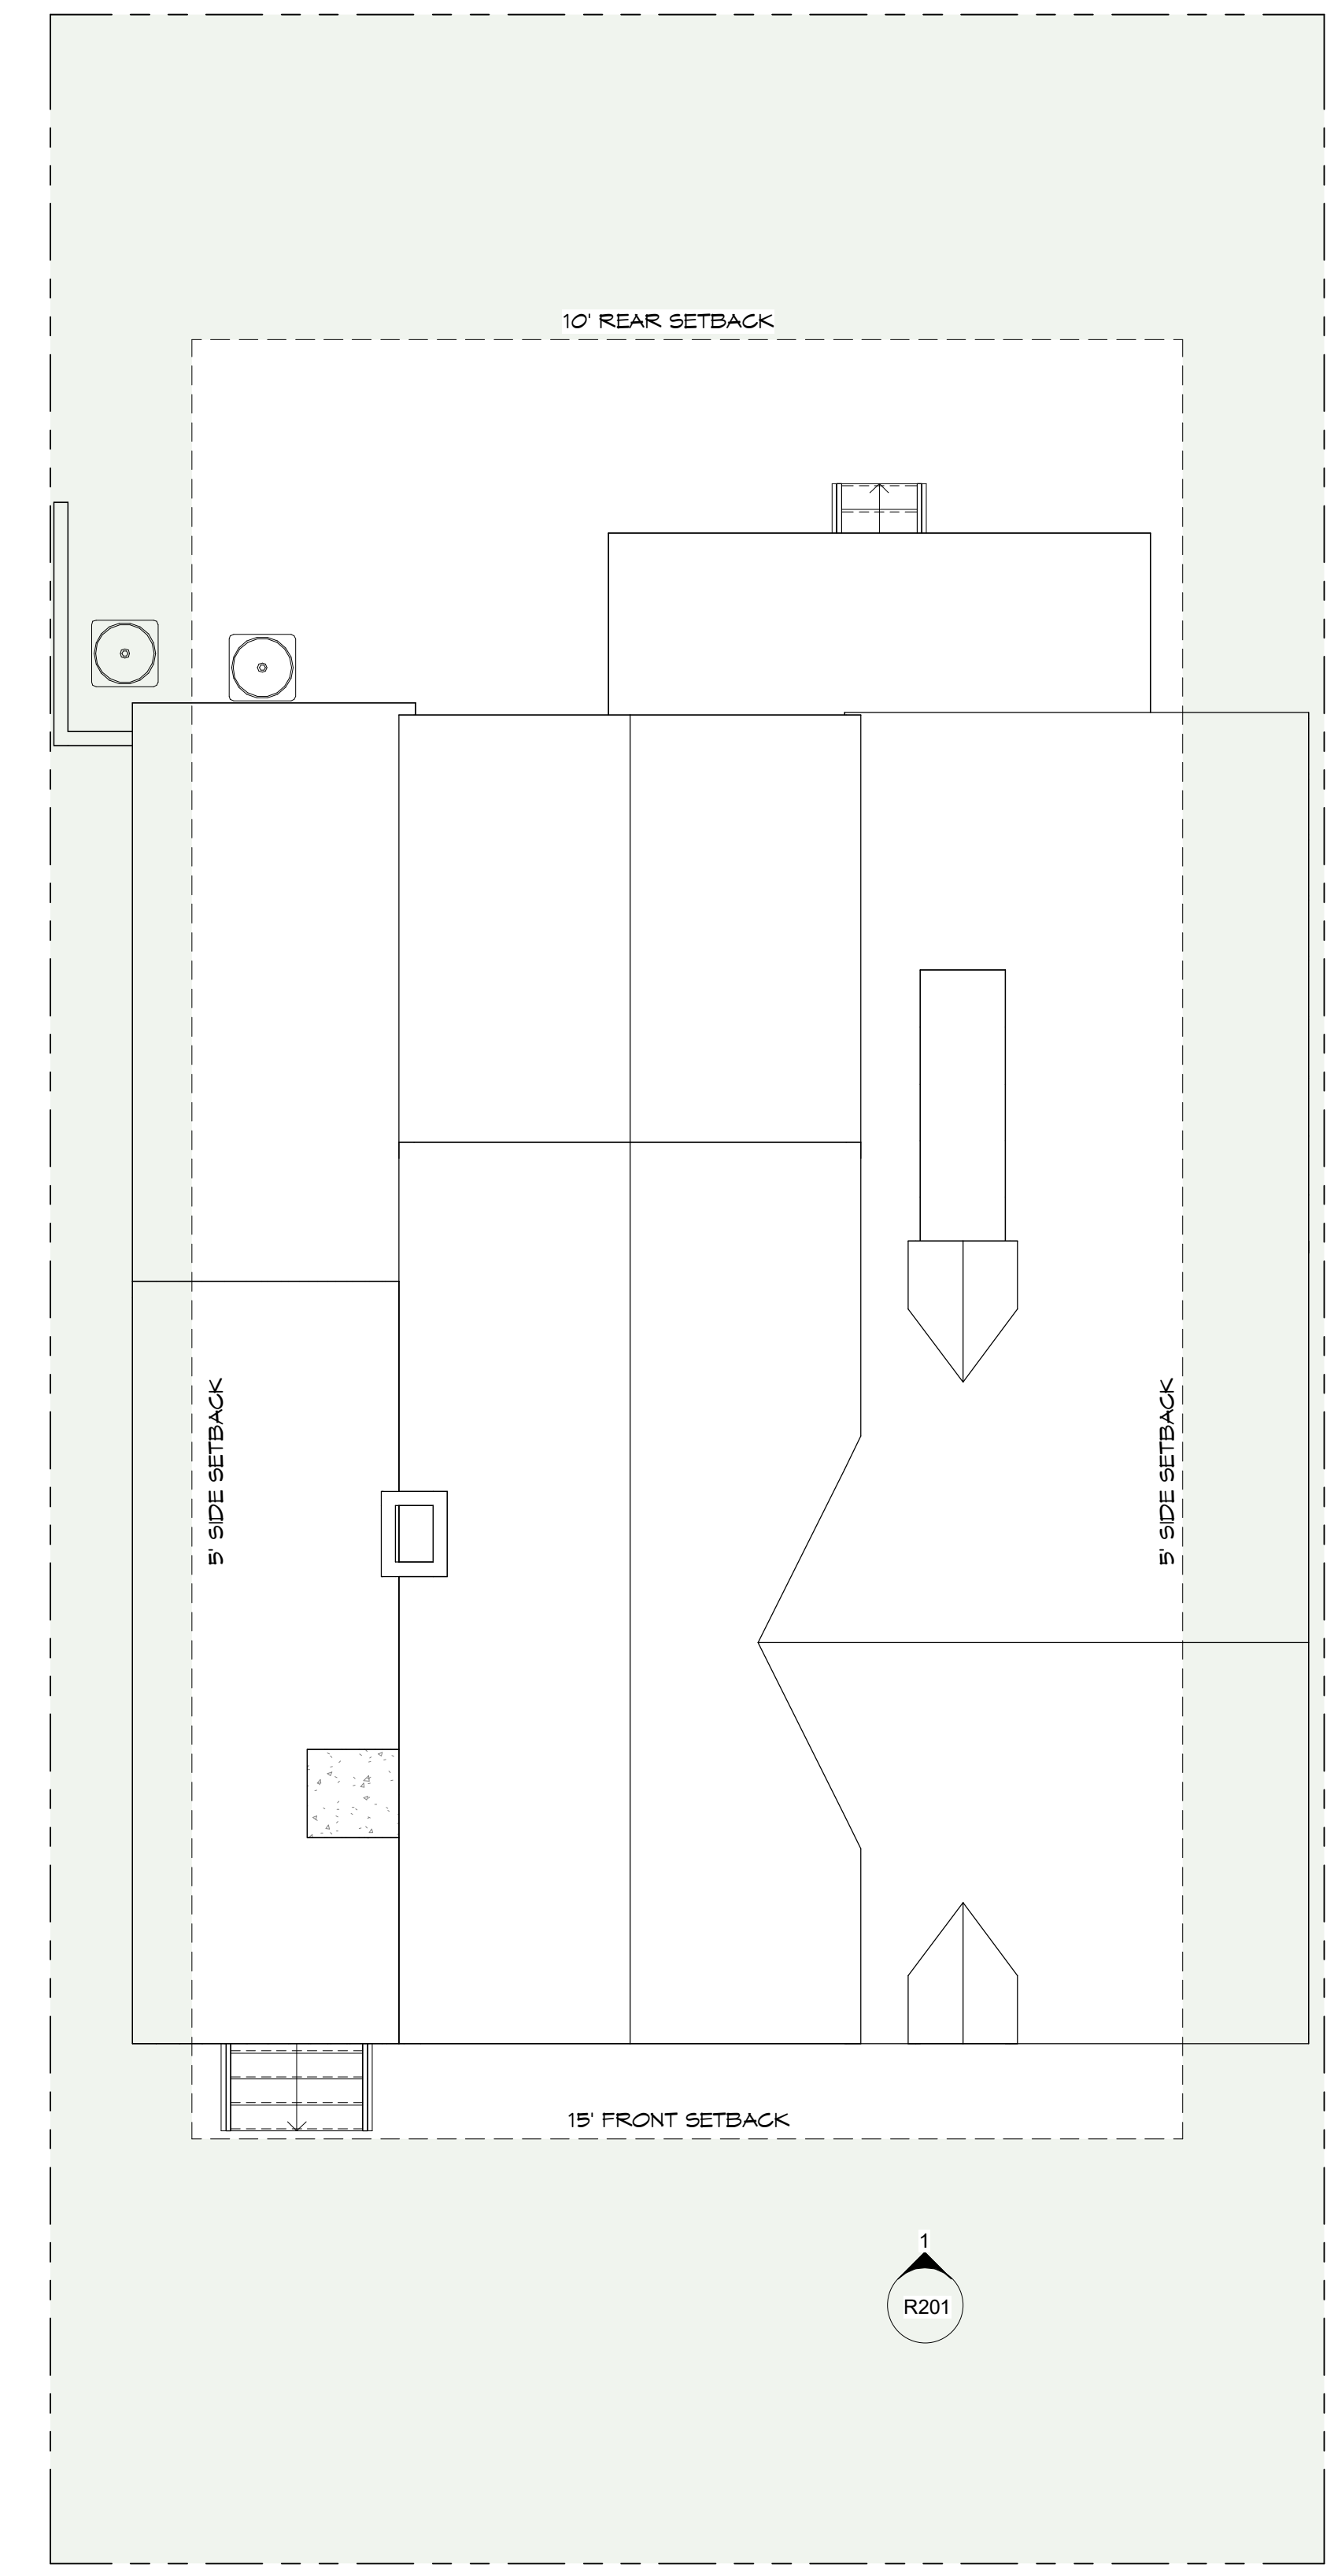 10' REAR SETBACK
5' SIDE SETBACK
5' SIDE SETBACK
15' FRONT SETBACK
1
R201